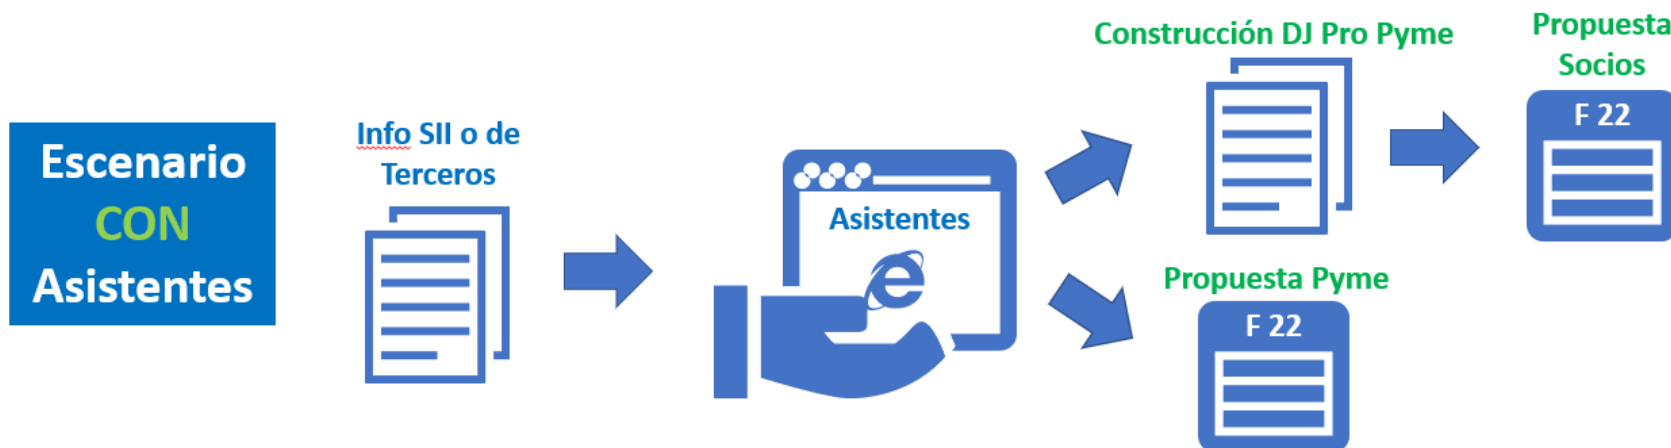 Escenario
CON
Asistentes
Info SII o de
Terceros
Asistentes
Construcción DJ Pro Pyme
Propuesta
Socios
F 22
Propuesta Pyme
F 22